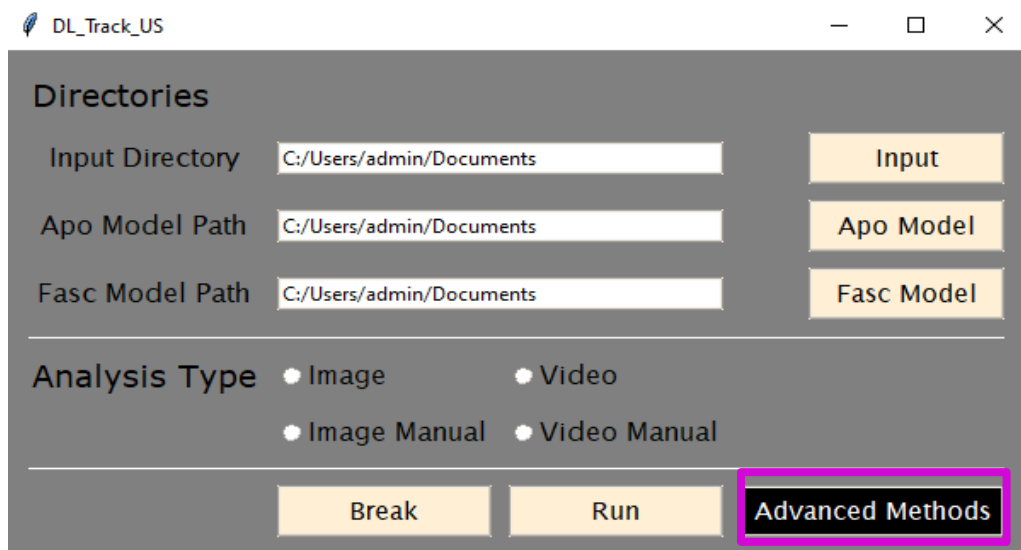 DL_Track_US
Directories
Input Directory C:/Users/admin/Documents Input
Apo Model Path C:/Users/admin/Documents Apo Model
Fasc Model Path C:/Users/admin/Documents Fasc Model
Analysis Type Image Video
Image Manual Video Manual
Break Run Advanced Methods